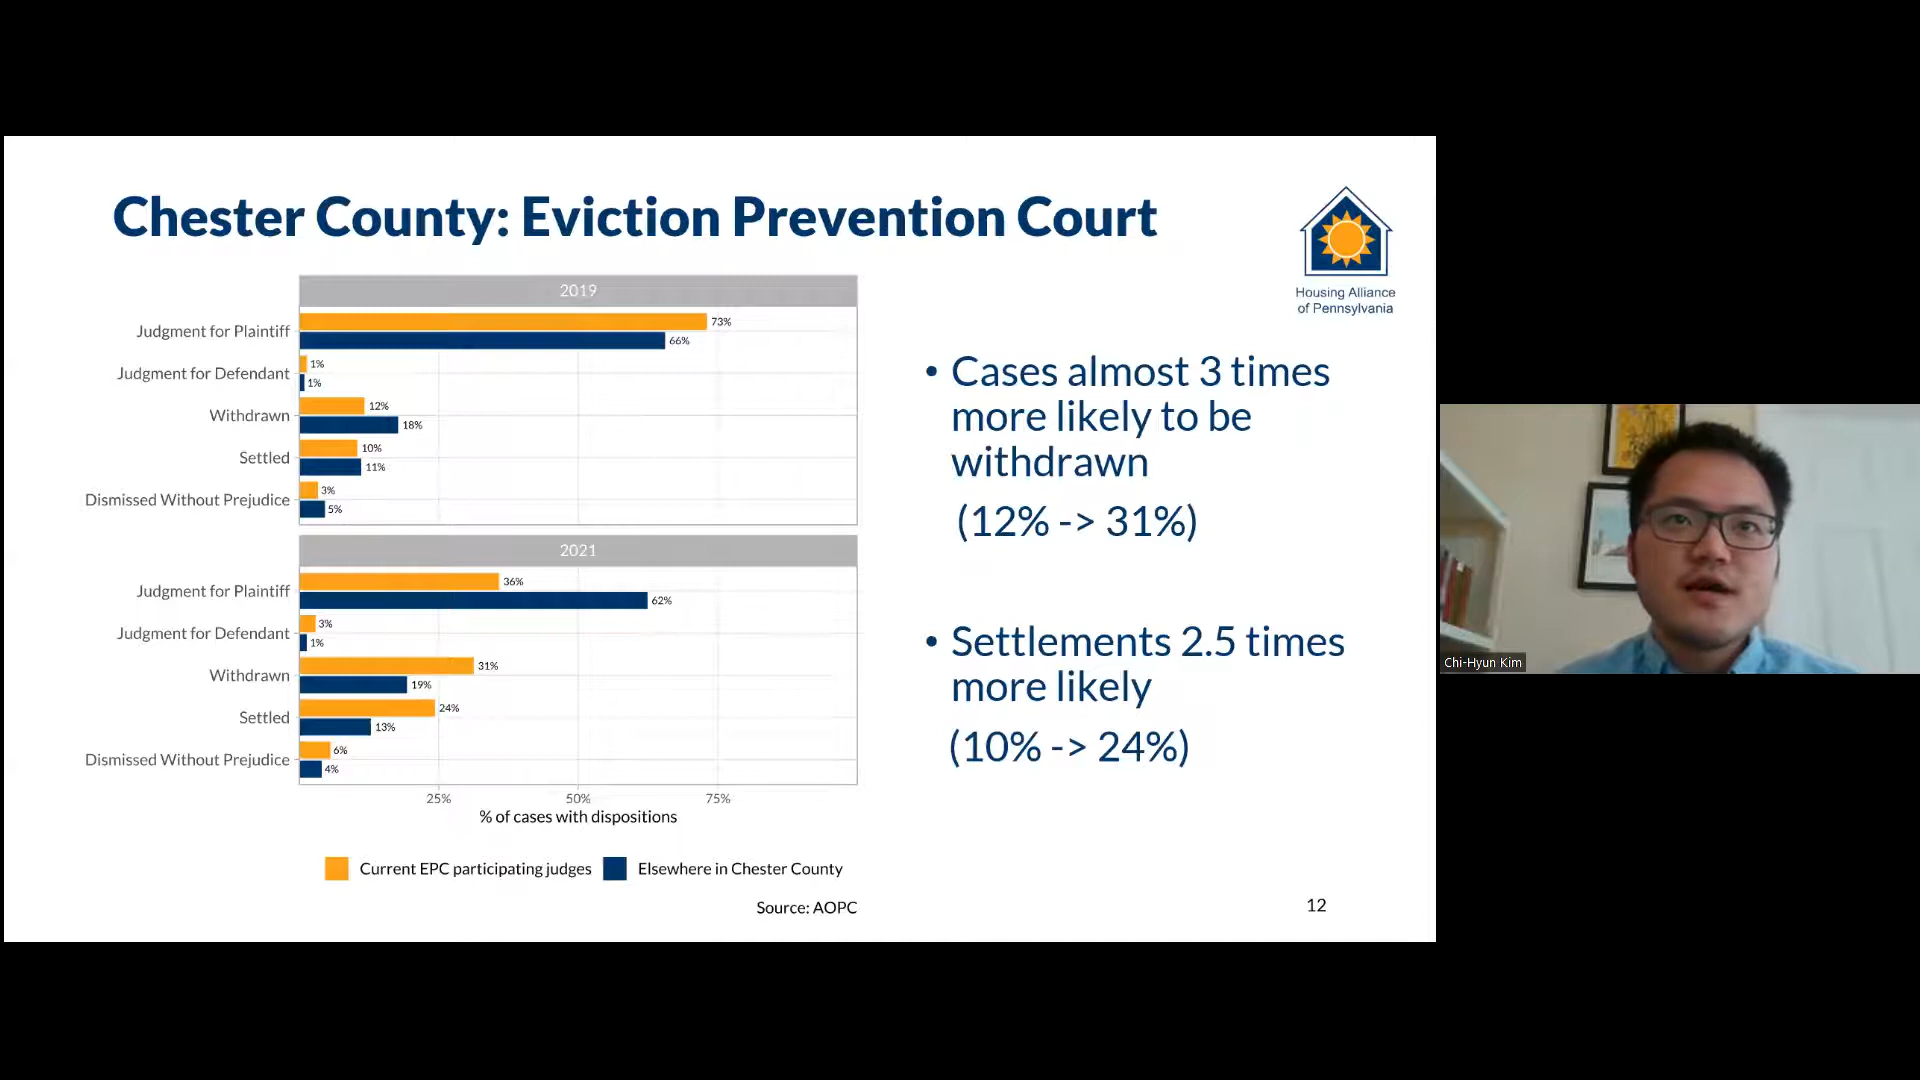 Chester County: Eviction Prevention Court
Housing Alliance
of Pennsylvania
2019
Judgment for Plaintiff
73%
66%
Judgment for Defendant
1%
1%
Withdrawn
12%
18%
Settled
10%
11%
Dismissed Without Prejudice
3%
5%
2021
Judgment for Plaintiff
36%
62%
Judgment for Defendant
3%
1%
Withdrawn
31%
19%
Settled
24%
13%
Dismissed Without Prejudice
6%
4%
25% 50% 75%
% of cases with dispositions
Current EPC participating judges Elsewhere in Chester County
Source: AOPC
• Cases almost 3 times
more likely to be
withdrawn
(12% -> 31%)
• Settlements 2.5 times
more likely
(10% -> 24%)
12
Chi-Hyun Kim